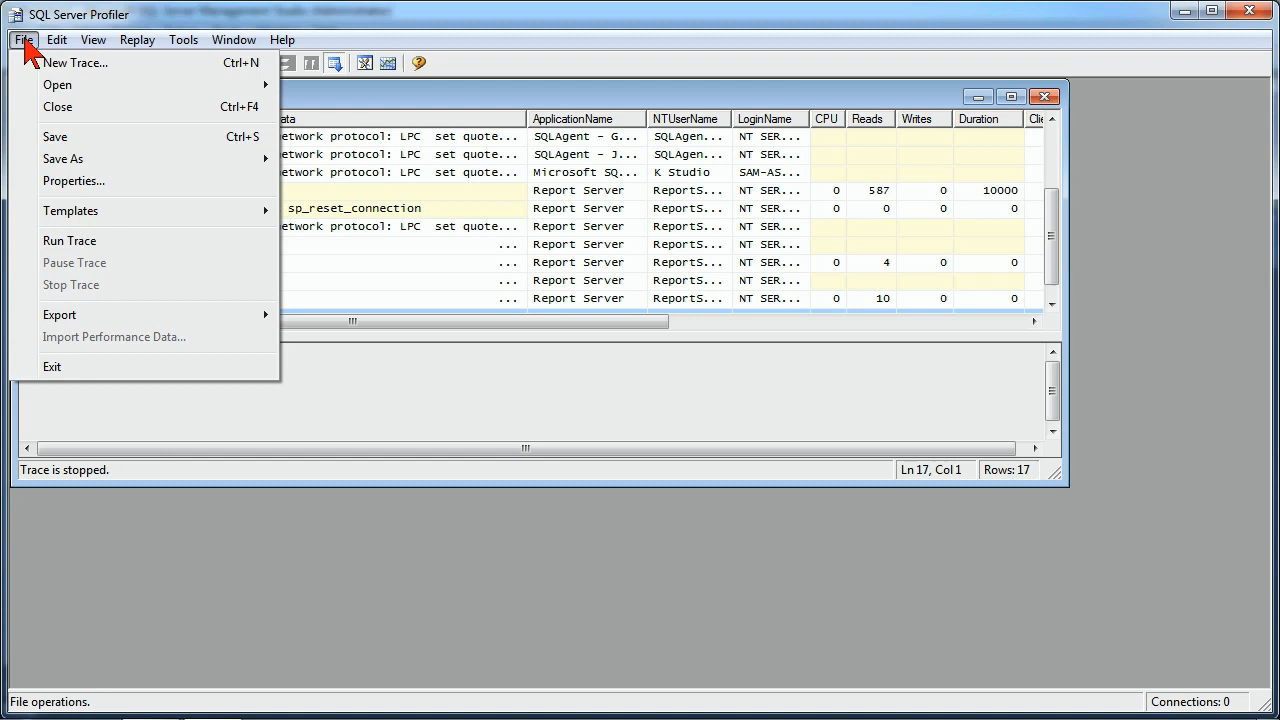 SQL Server Management Studio (Administrator)
SQL Server Profiler
File Edit View Replay Tools Window Help
New Trace... Ctrl+N
Open
Close Ctrl+F4
Save Ctrl+S
Save As
Properties...
Templates
Run Trace
Pause Trace
Stop Trace
Export
Import Performance Data...
Exit
ata ApplicationName NTUserName LoginName CPU Reads Writes Duration Clie
etwork protocol: LPC set quote... SQLAgent - G... SQLAgen... NT SER...
etwork protocol: LPC set quote... SQLAgent - J... SQLAgen... NT SER...
etwork protocol: LPC set quote... Microsoft SQ... K Studio SAM-AS...
Report Server ReportS... NT SER... 0 587 0 10000
sp_reset_connection Report Server ReportS... NT SER... 0 0 0 0
etwork protocol: LPC set quote... Report Server ReportS... NT SER...
... Report Server ReportS... NT SER...
... Report Server ReportS... NT SER... 0 4 0 0
... Report Server ReportS... NT SER...
... Report Server ReportS... NT SER... 0 10 0 0
Trace is stopped. Ln 17, Col 1 Rows: 17
File operations. Connections: 0